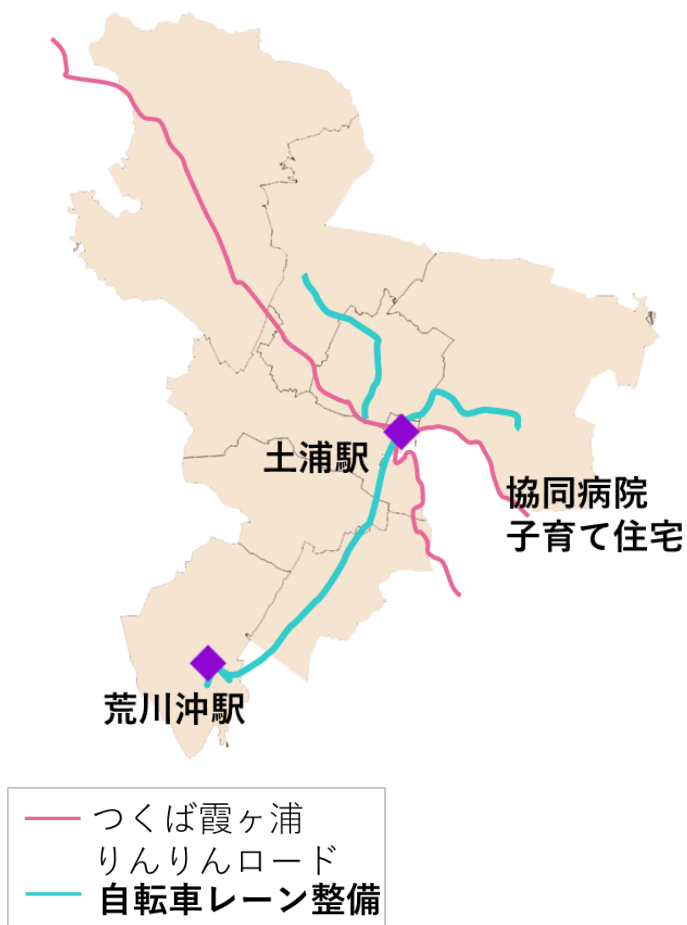 土浦駅
協同病院
子育て住宅
荒川沖駅
つくば霞ヶ浦
りんりんロード
自転車レーン整備